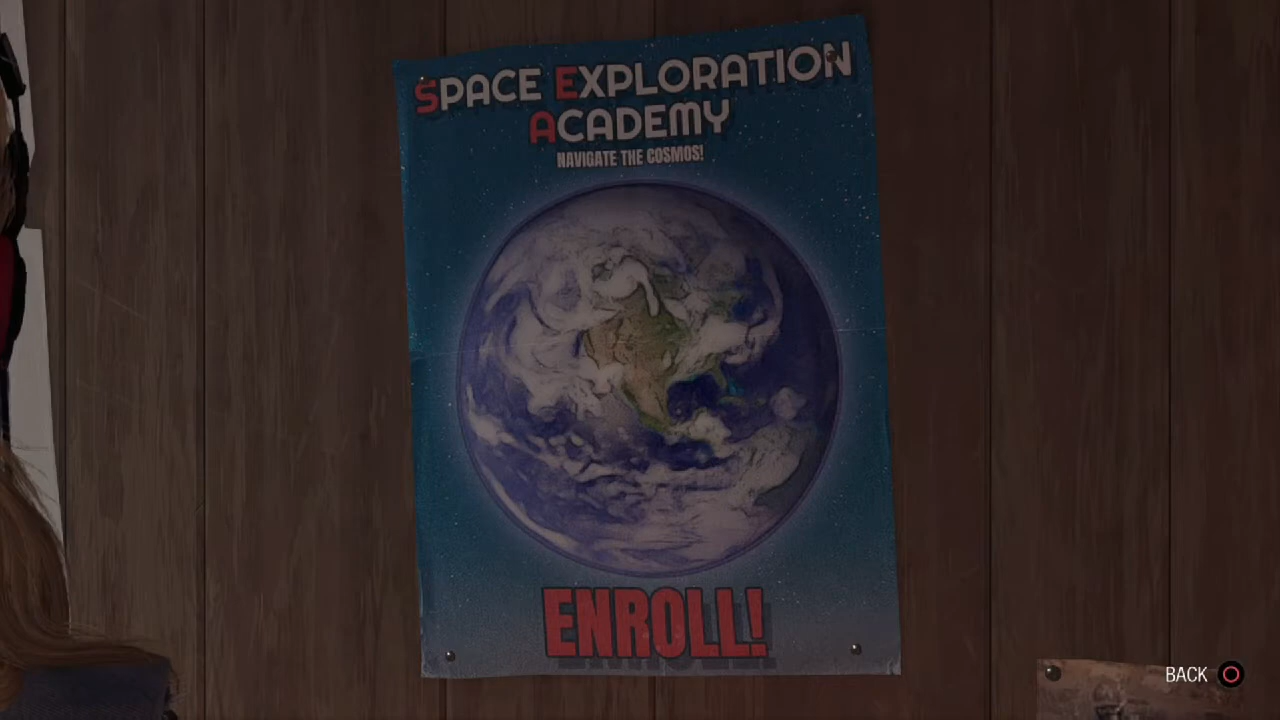 SPACE EXPLORATION
ACADEMY
NAVIGATE THE COSMOS!
ENROLL!
BACK